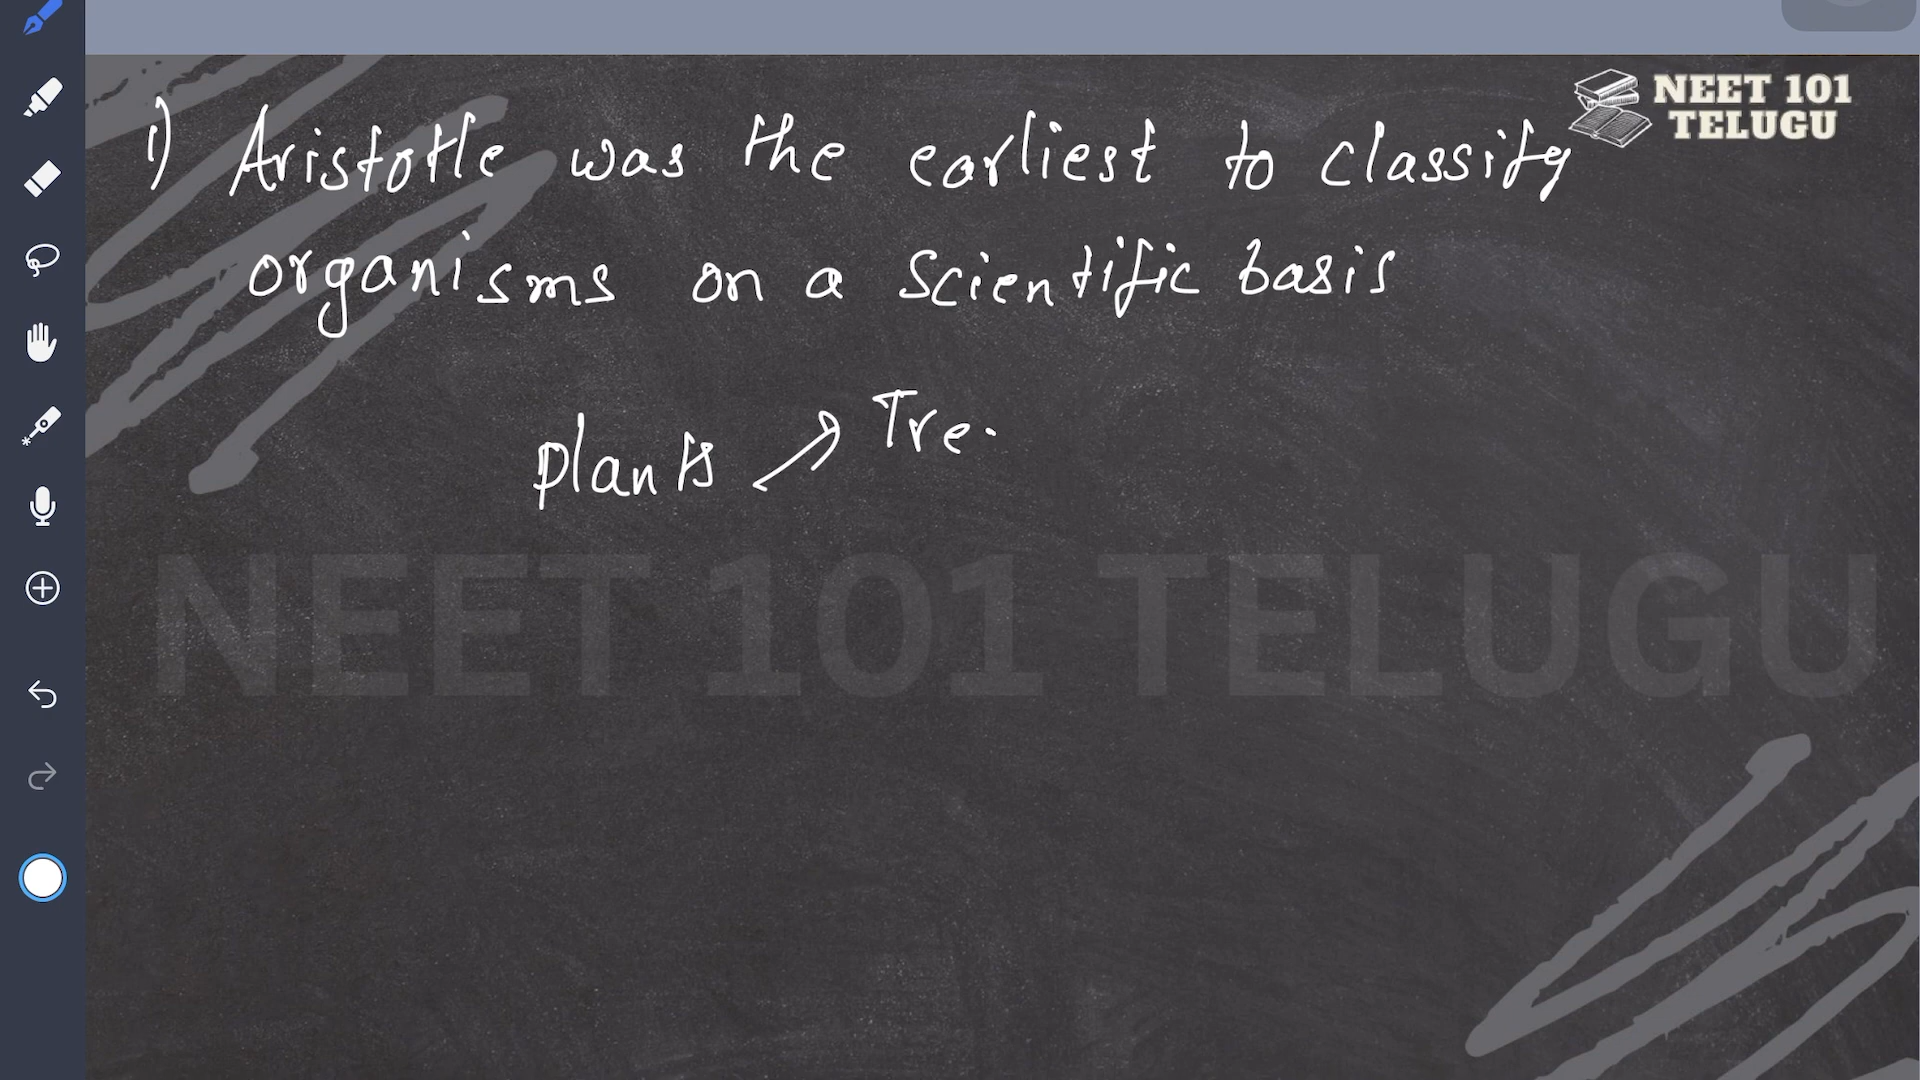 NEET 101
TELUGU
1) Aristotle was the earliest to classify
organisms on a scientific basis
plants → Tre
NEET 101 TELUGU